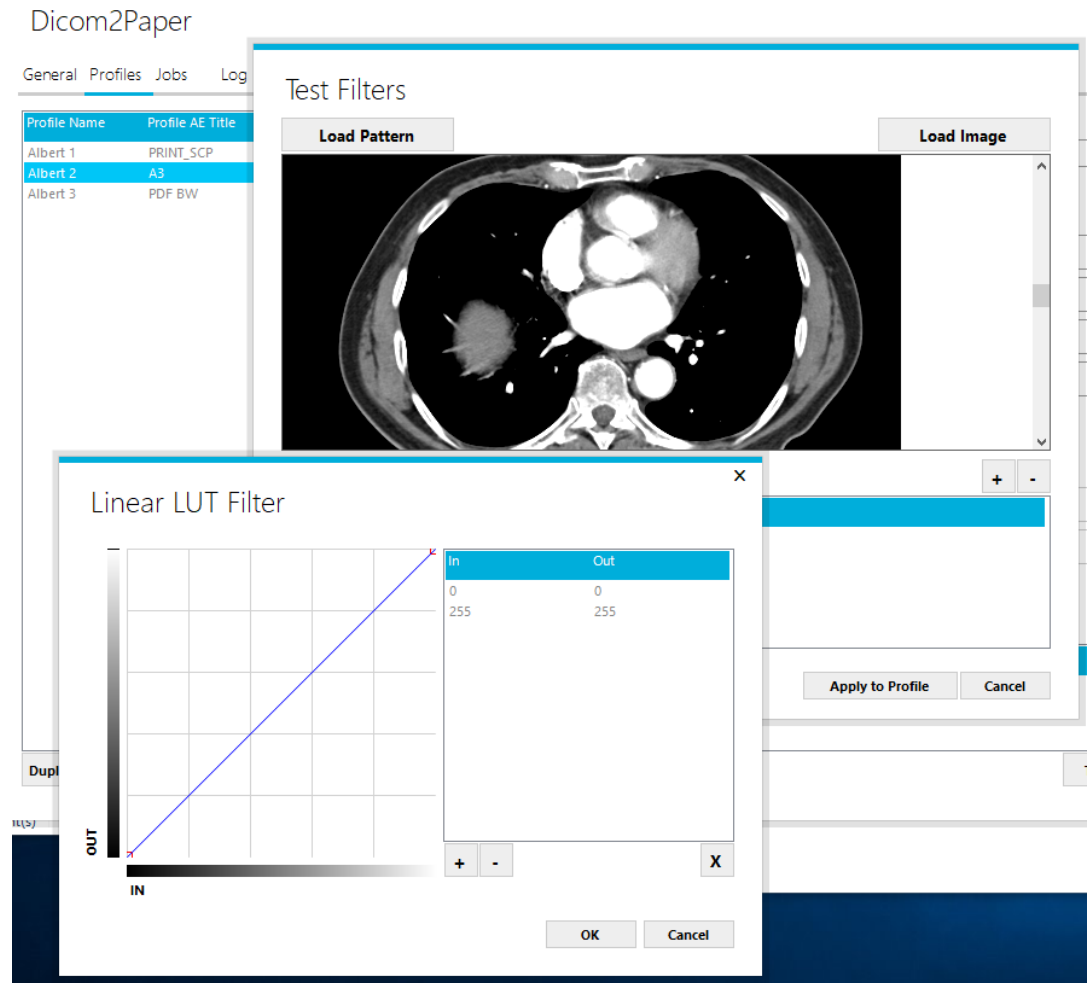 Dicom2Paper
General Profiles Jobs Log
Profile Name Profile AE Title
Albert 1 PRINT_SCP
Albert 2 A3
Albert 3 PDF BW
Test Filters
Load Pattern Load Image
+ -
Apply to Profile Cancel
Dupl
nt(s)
X
Linear LUT Filter
In Out
0 0
255 255
OUT
IN
+ - X
OK Cancel